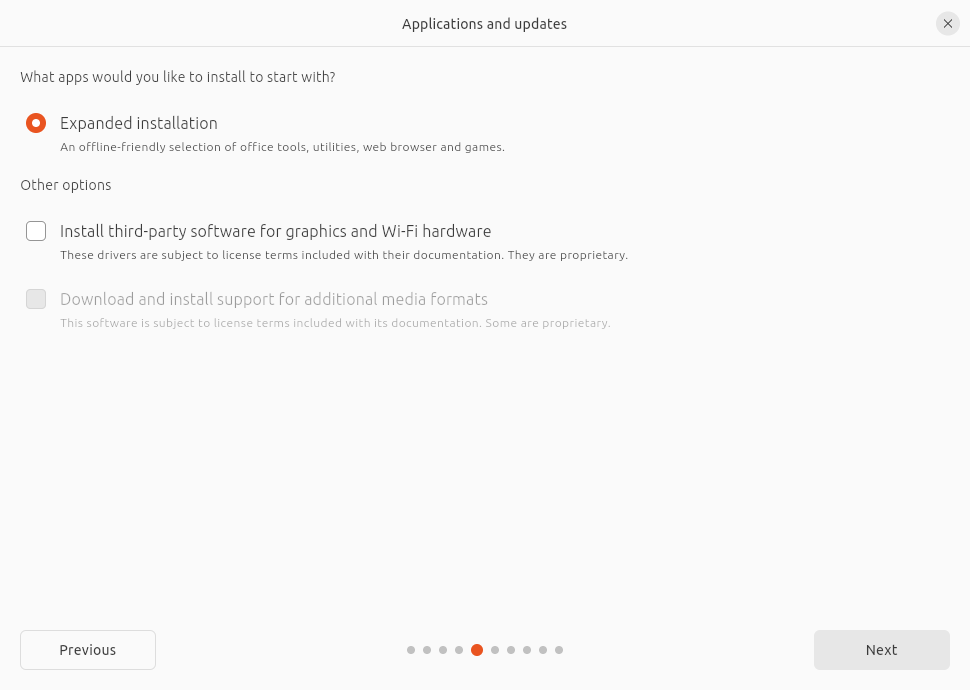 Applications and updates
What apps would you like to install to start with?
Expanded installation
An offline-friendly selection of office tools, utilities, web browser and games.
Other options
Install third-party software for graphics and Wi-Fi hardware
These drivers are subject to license terms included with their documentation. They are proprietary.
Download and install support for additional media formats
This software is subject to license terms included with its documentation. Some are proprietary.
Previous
Next